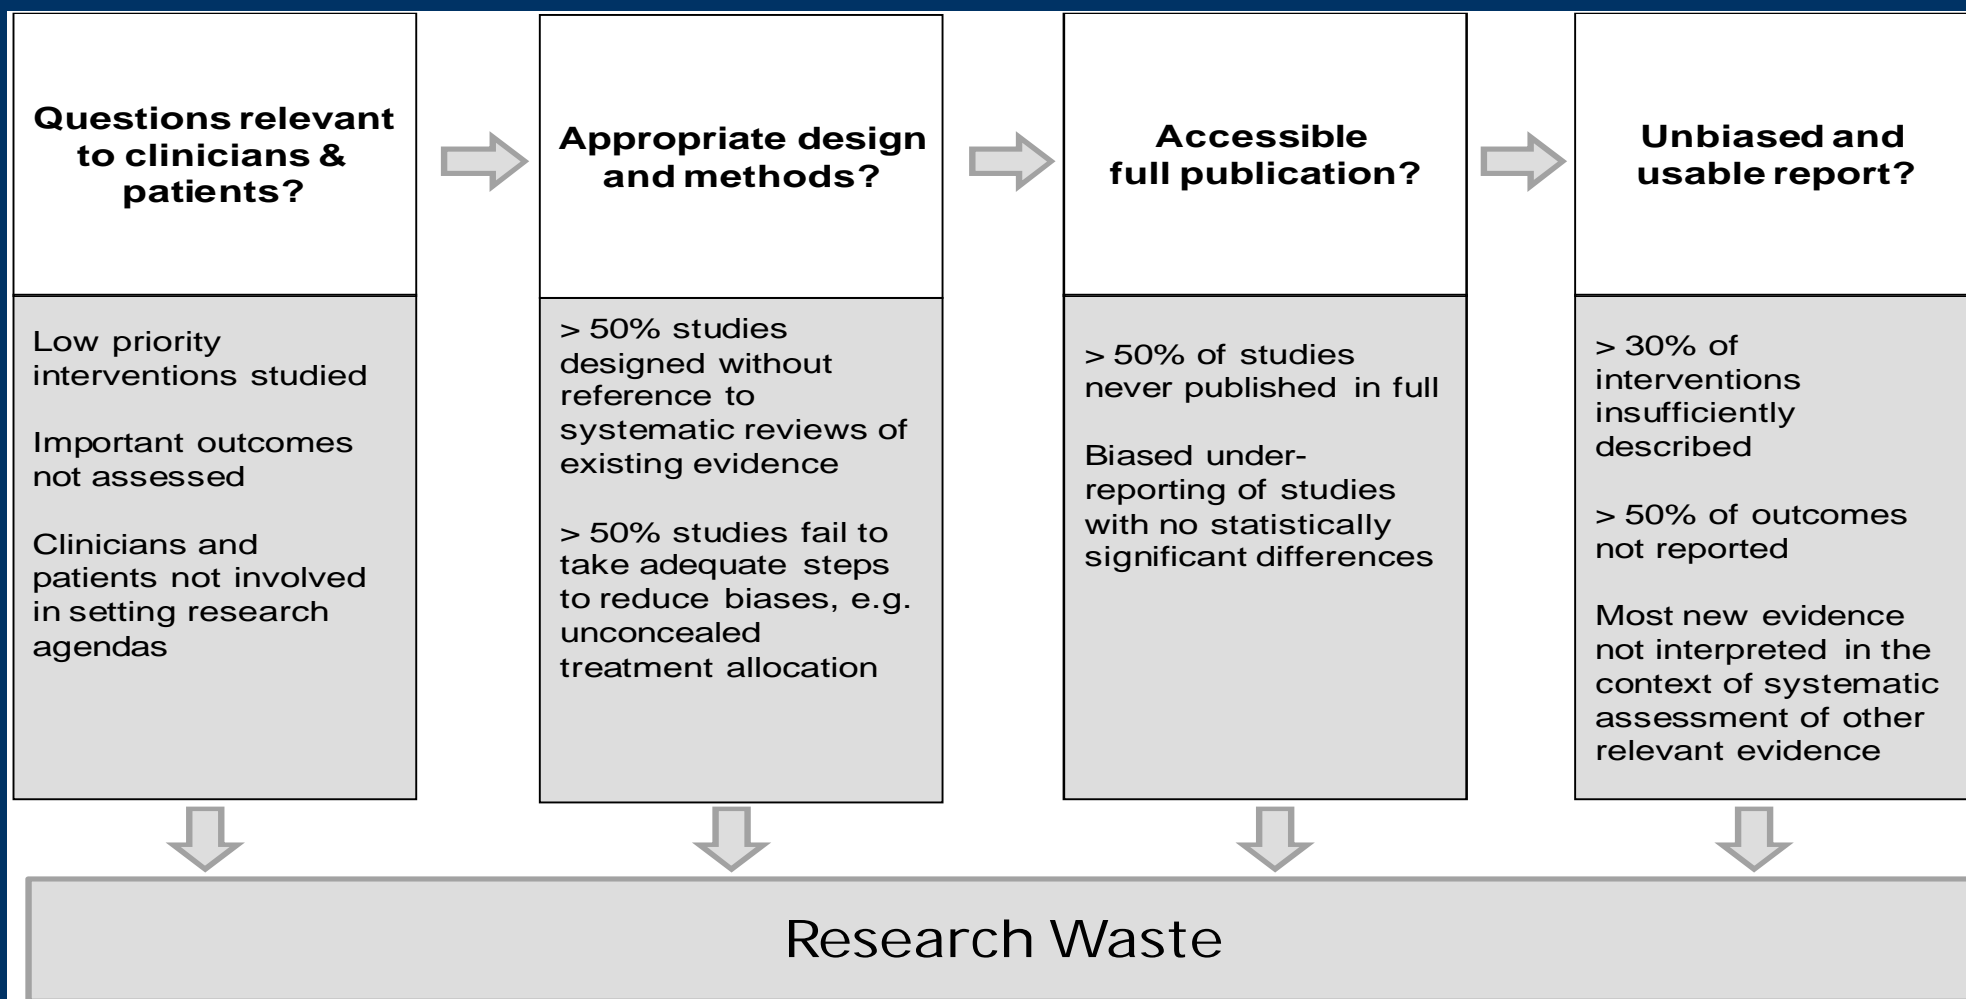 Questions relevant
to clinicians &
patients?
Low priority
interventions studied
Important outcomes
not assessed
Clinicians and
patients not involved
in setting research
agendas
Appropriate design
and methods?
> 50% studies
designed without
reference to
systematic reviews of
existing evidence
> 50% studies fail to
take adequate steps
to reduce biases, e.g.
unconcealed
treatment allocation
Accessible
full publication?
> 50% of studies
never published in full
Biased under-
reporting of studies
with no statistically
significant differences
Unbiased and
usable report?
> 30% of
interventions
insufficiently
described
> 50% of outcomes
not reported
Most new evidence
not interpreted in the
context of systematic
assessment of other
relevant evidence
Research Waste